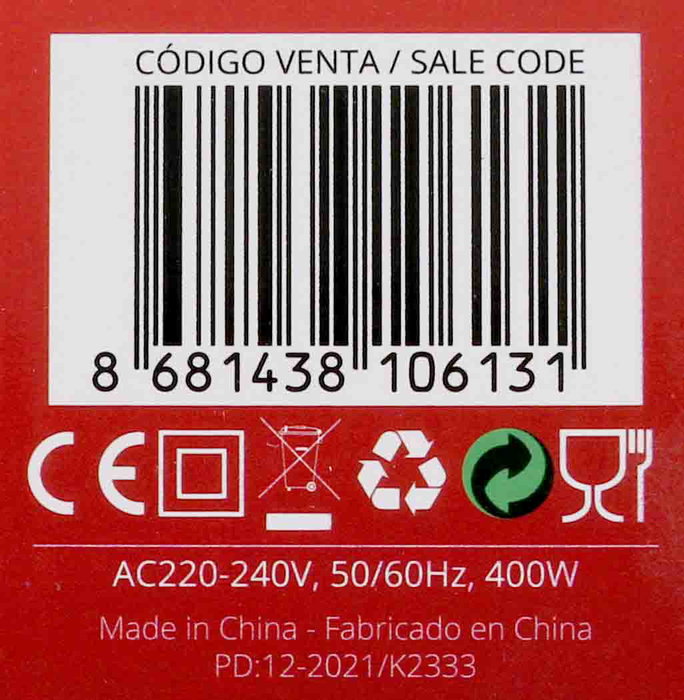 CÓDIGO VENTA / SALE CODE
8 681438 106131
CE
AC220-240V, 50/60Hz, 400W
Made in China - Fabricado en China
PD:12-2021/K2333